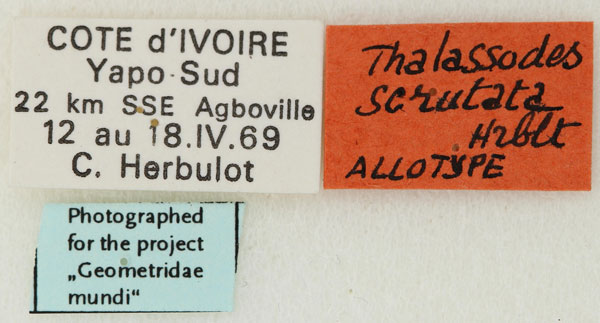 COTE d'IVOIRE
Yapo-Sud
22 km SSE Agboville
12 au 18.IV.69
C. Herbulot
Thalassodes
scrutata
Hrblt
ALLOTYPE
Photographed
for the project
„Geometridae
mundi“